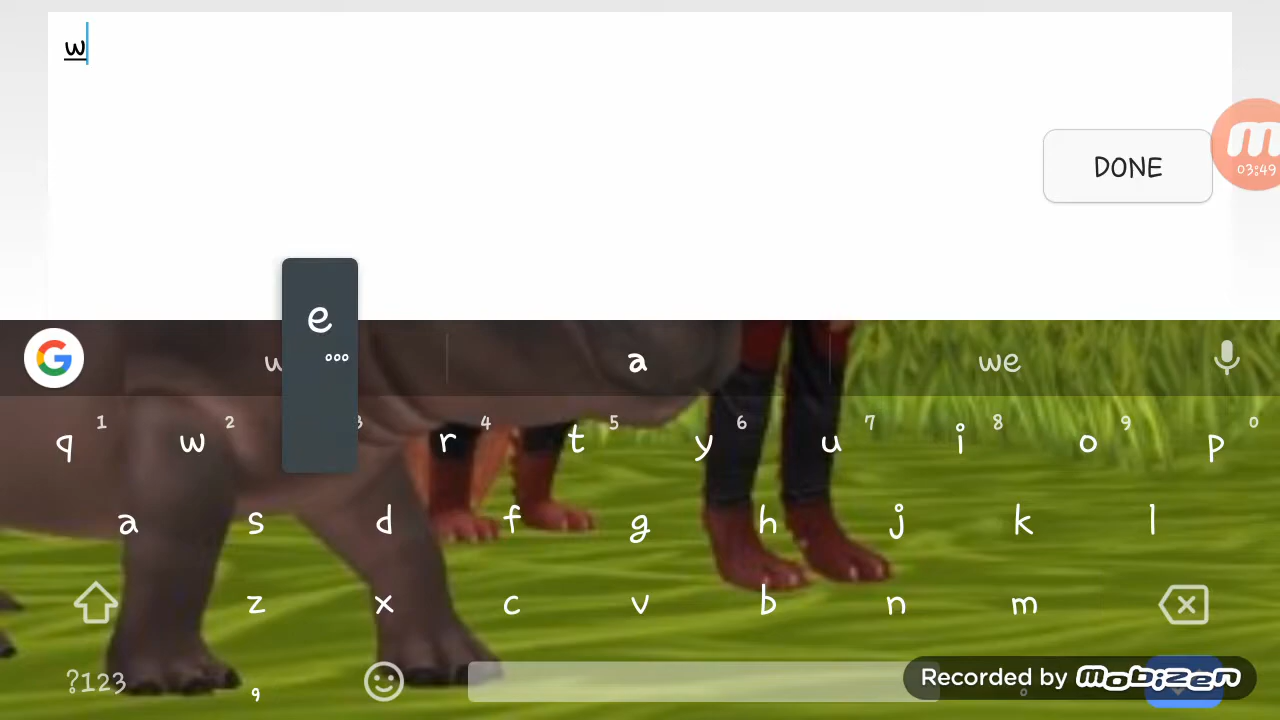 w
DONE
m
03:49
e
G
w a we
1 2 3 4 5 6 7 8 9 0
q w r t y u i o p
a s d f g h j k l
z x c v b n m
?123 ,
Recorded by mobizen